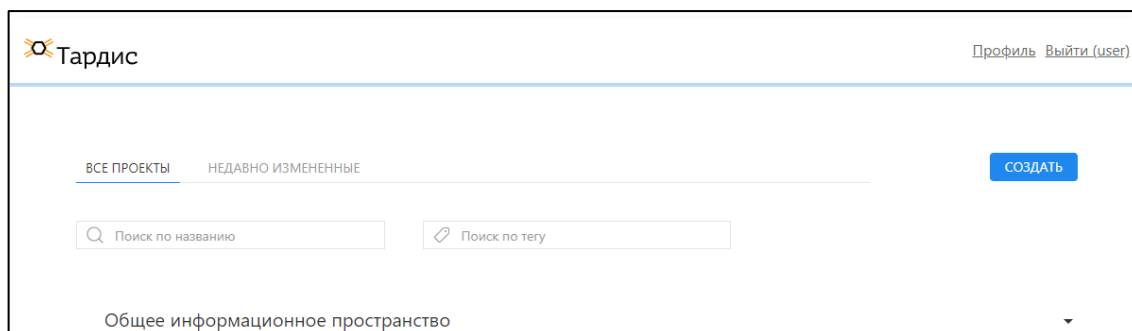 Тардис
Профиль Выйти (user)
ВСЕ ПРОЕКТЫ НЕДАВНО ИЗМЕНЕННЫЕ СОЗДАТЬ
Поиск по названию Поиск по тегу
Общее информационное пространство